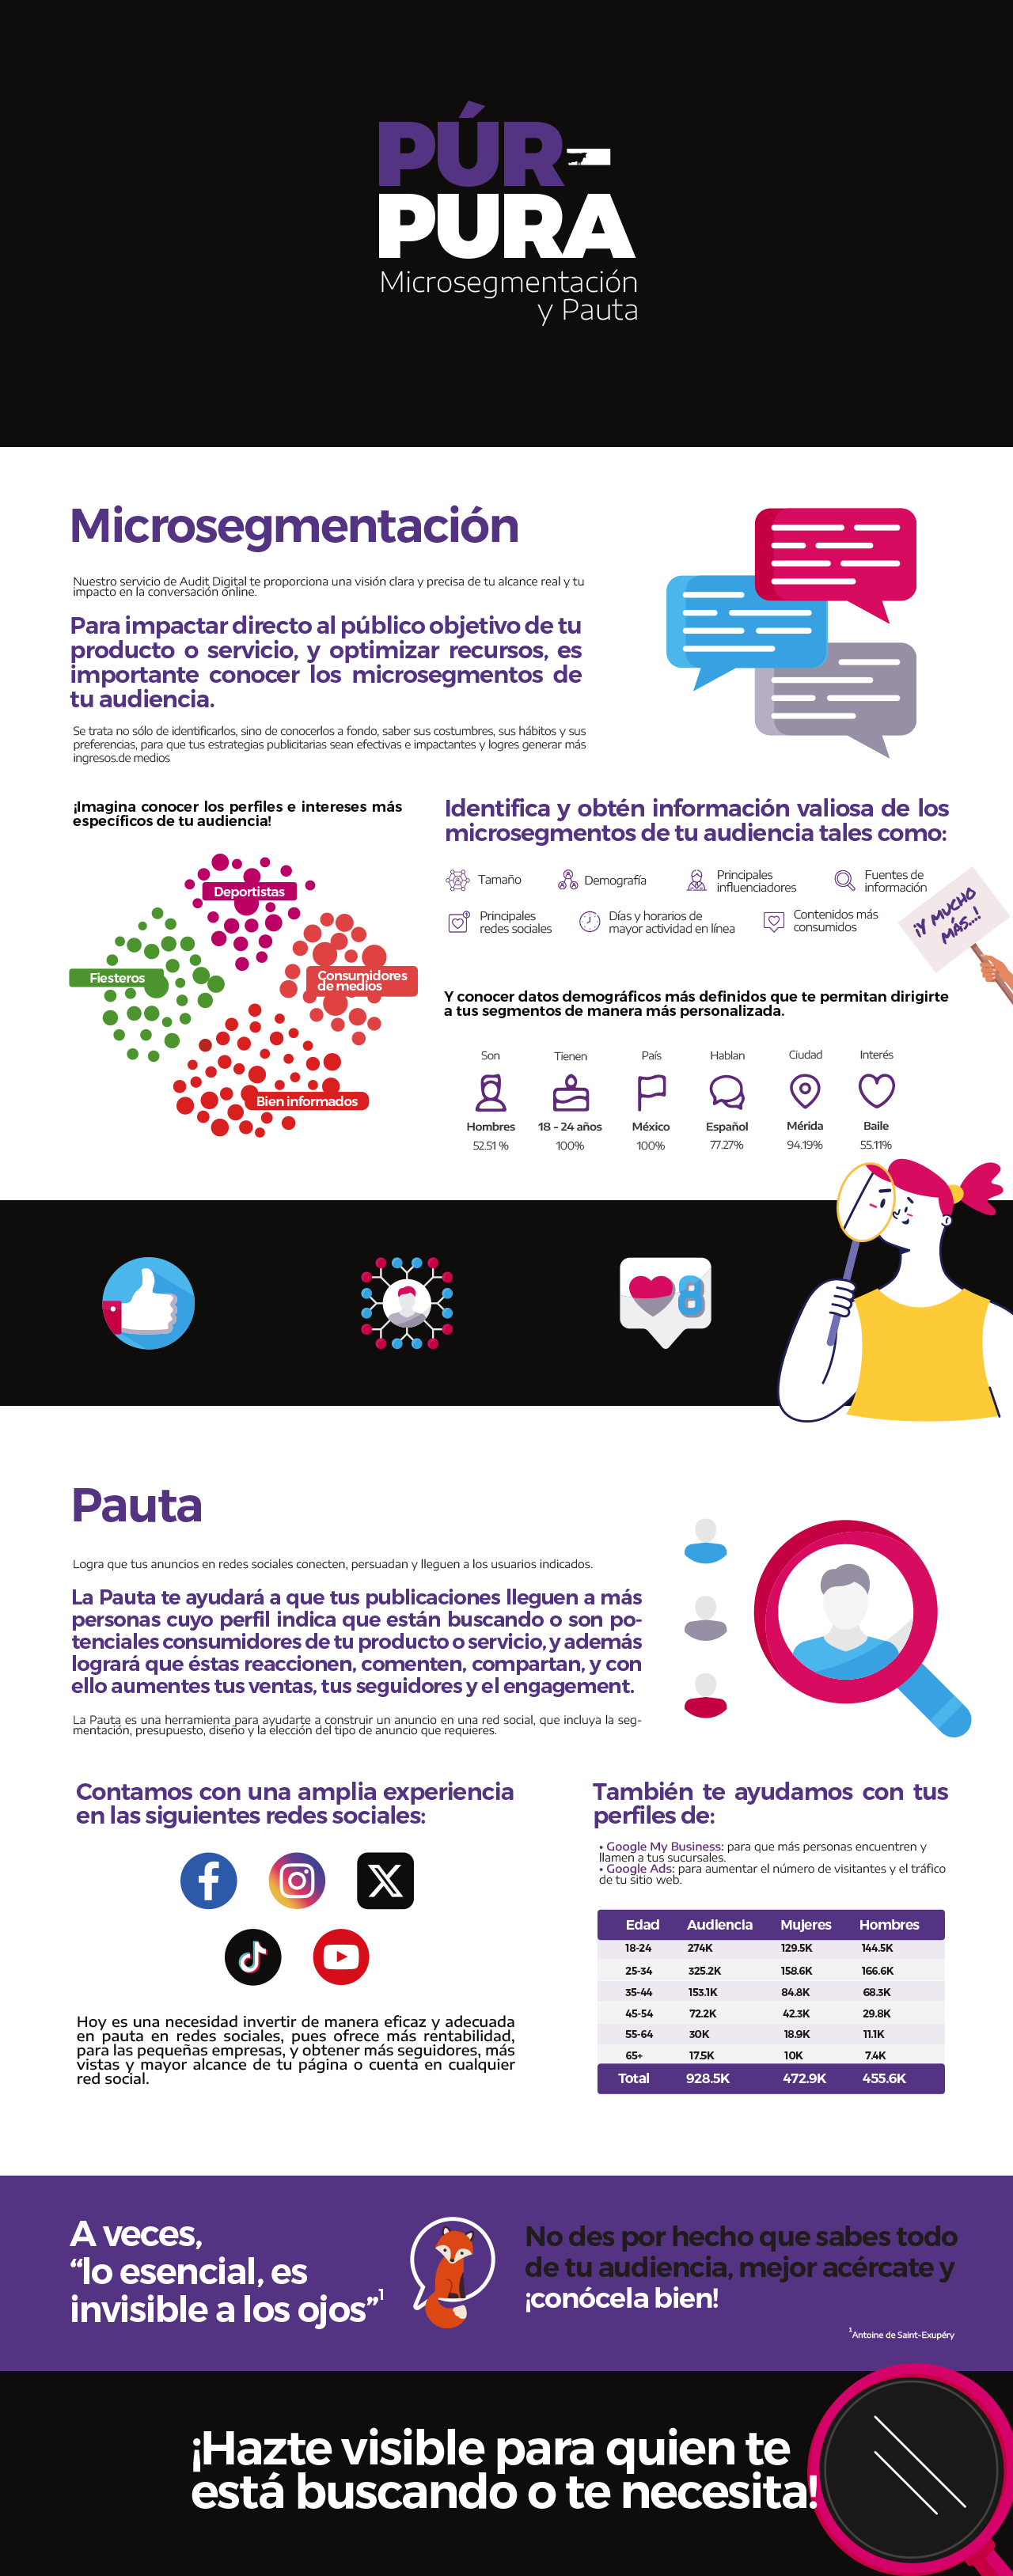 PÚR-
PURA
Microsegmentación
y Pauta
Microsegmentación
Nuestro servicio de Audit Digital te proporciona una visión clara y precisa de tu alcance real y tu
impacto en la conversación online.
Para impactar directo al público objetivo de tu
producto o servicio, y optimizar recursos, es
importante conocer los microsegmentos de
tu audiencia.
Se trata no sólo de identificarlos, sino de conocerlos a fondo, saber sus costumbres, sus hábitos y sus
preferencias, para que tus estrategias publicitarias sean efectivas e impactantes y logres generar más
ingresos.de medios
¡Imagina conocer los perfiles e intereses más
específicos de tu audiencia!
Deportistas
Fiesteros
Consumidores
de medios
Bien informados
Identifica y obtén información valiosa de los
microsegmentos de tu audiencia tales como:
Tamaño
Demografía
Principales
influenciadores
Fuentes de
información
Principales
redes sociales
Días y horarios de
mayor actividad en línea
Contenidos más
consumidos
¡Y MUCHO
MÁS...!
Y conocer datos demográficos más definidos que te permitan dirigirte
a tus segmentos de manera más personalizada.
Son Tienen País Hablan Ciudad Interés
Hombres 18 - 24 años México Español Mérida Baile
52.51 % 100% 100% 77.27% 94.19% 55.11%
8
Pauta
Logra que tus anuncios en redes sociales conecten, persuadan y lleguen a los usuarios indicados.
La Pauta te ayudará a que tus publicaciones lleguen a más
personas cuyo perfil indica que están buscando o son po-
tenciales consumidores de tu producto o servicio, y además
logrará que éstas reaccionen, comenten, compartan, y con
ello aumentes tus ventas, tus seguidores y el engagement.
La Pauta es una herramienta para ayudarte a construir un anuncio en una red social, que incluya la seg-
mentación, presupuesto, diseño y la elección del tipo de anuncio que requieres.
Contamos con una amplia experiencia
en las siguientes redes sociales:
Hoy es una necesidad invertir de manera eficaz y adecuada
en pauta en redes sociales, pues ofrece más rentabilidad,
para las pequeñas empresas, y obtener más seguidores, más
vistas y mayor alcance de tu página o cuenta en cualquier
red social.
También te ayudamos con tus
perfiles de:
• Google My Business: para que más personas encuentren y
llamen a tus sucursales.
• Google Ads: para aumentar el número de visitantes y el tráfico
de tu sitio web.
Edad Audiencia Mujeres Hombres
18-24 274K 129.5K 144.5K
25-34 325.2K 158.6K 166.6K
35-44 153.1K 84.8K 68.3K
45-54 72.2K 42.3K 29.8K
55-64 30K 18.9K 11.1K
65+ 17.5K 10K 7.4K
Total 928.5K 472.9K 455.6K
A veces,
“lo esencial, es
invisible a los ojos”1
No des por hecho que sabes todo
de tu audiencia, mejor acércate y
¡conócela bien!
1Antoine de Saint-Exupéry
¡Hazte visible para quien te
está buscando o te necesita!